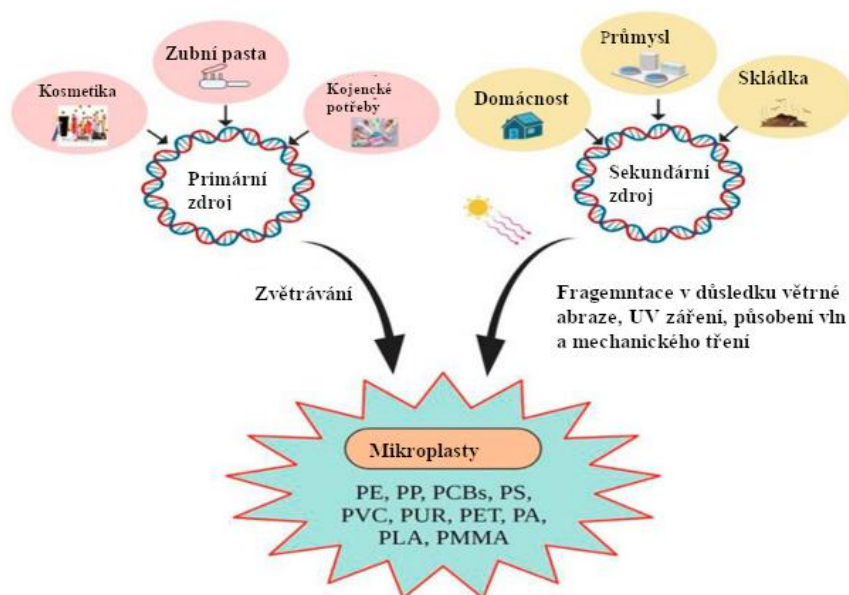 Zubní pasta
Kosmetika
Kojencké
potřeby
Primární
zdroj
Průmysl
Domácnost
Skládka
Sekundární
zdroj
Zvětrávání
Fragemntace v důsledku větrné
abraze, UV záření, působení vln
a mechanického tření
Mikroplasty
PE, PP, PCBs, PS,
PVC, PUR, PET, PA,
PLA, PMMA